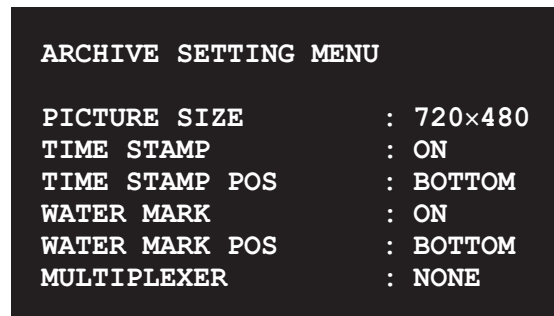 ARCHIVE SETTING MENU
PICTURE SIZE : 720×480
TIME STAMP : ON
TIME STAMP POS : BOTTOM
WATER MARK : ON
WATER MARK POS : BOTTOM
MULTIPLEXER : NONE